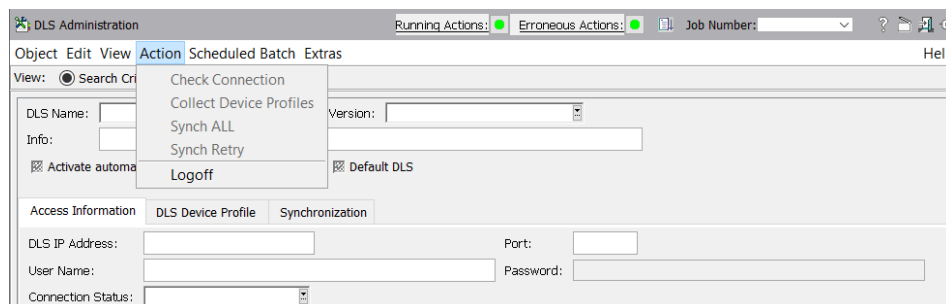 DLS Administration Running Actions: Erroneous Actions: Job Number: ?
Object Edit View Action Scheduled Batch Extras Hel
View: Search Cri
Check Connection
Collect Device Profiles
Synch ALL
Synch Retry
Logoff
DLS Name: Version:
Info:
Activate automa Default DLS
Access Information DLS Device Profile Synchronization
DLS IP Address: Port:
User Name: Password:
Connection Status: